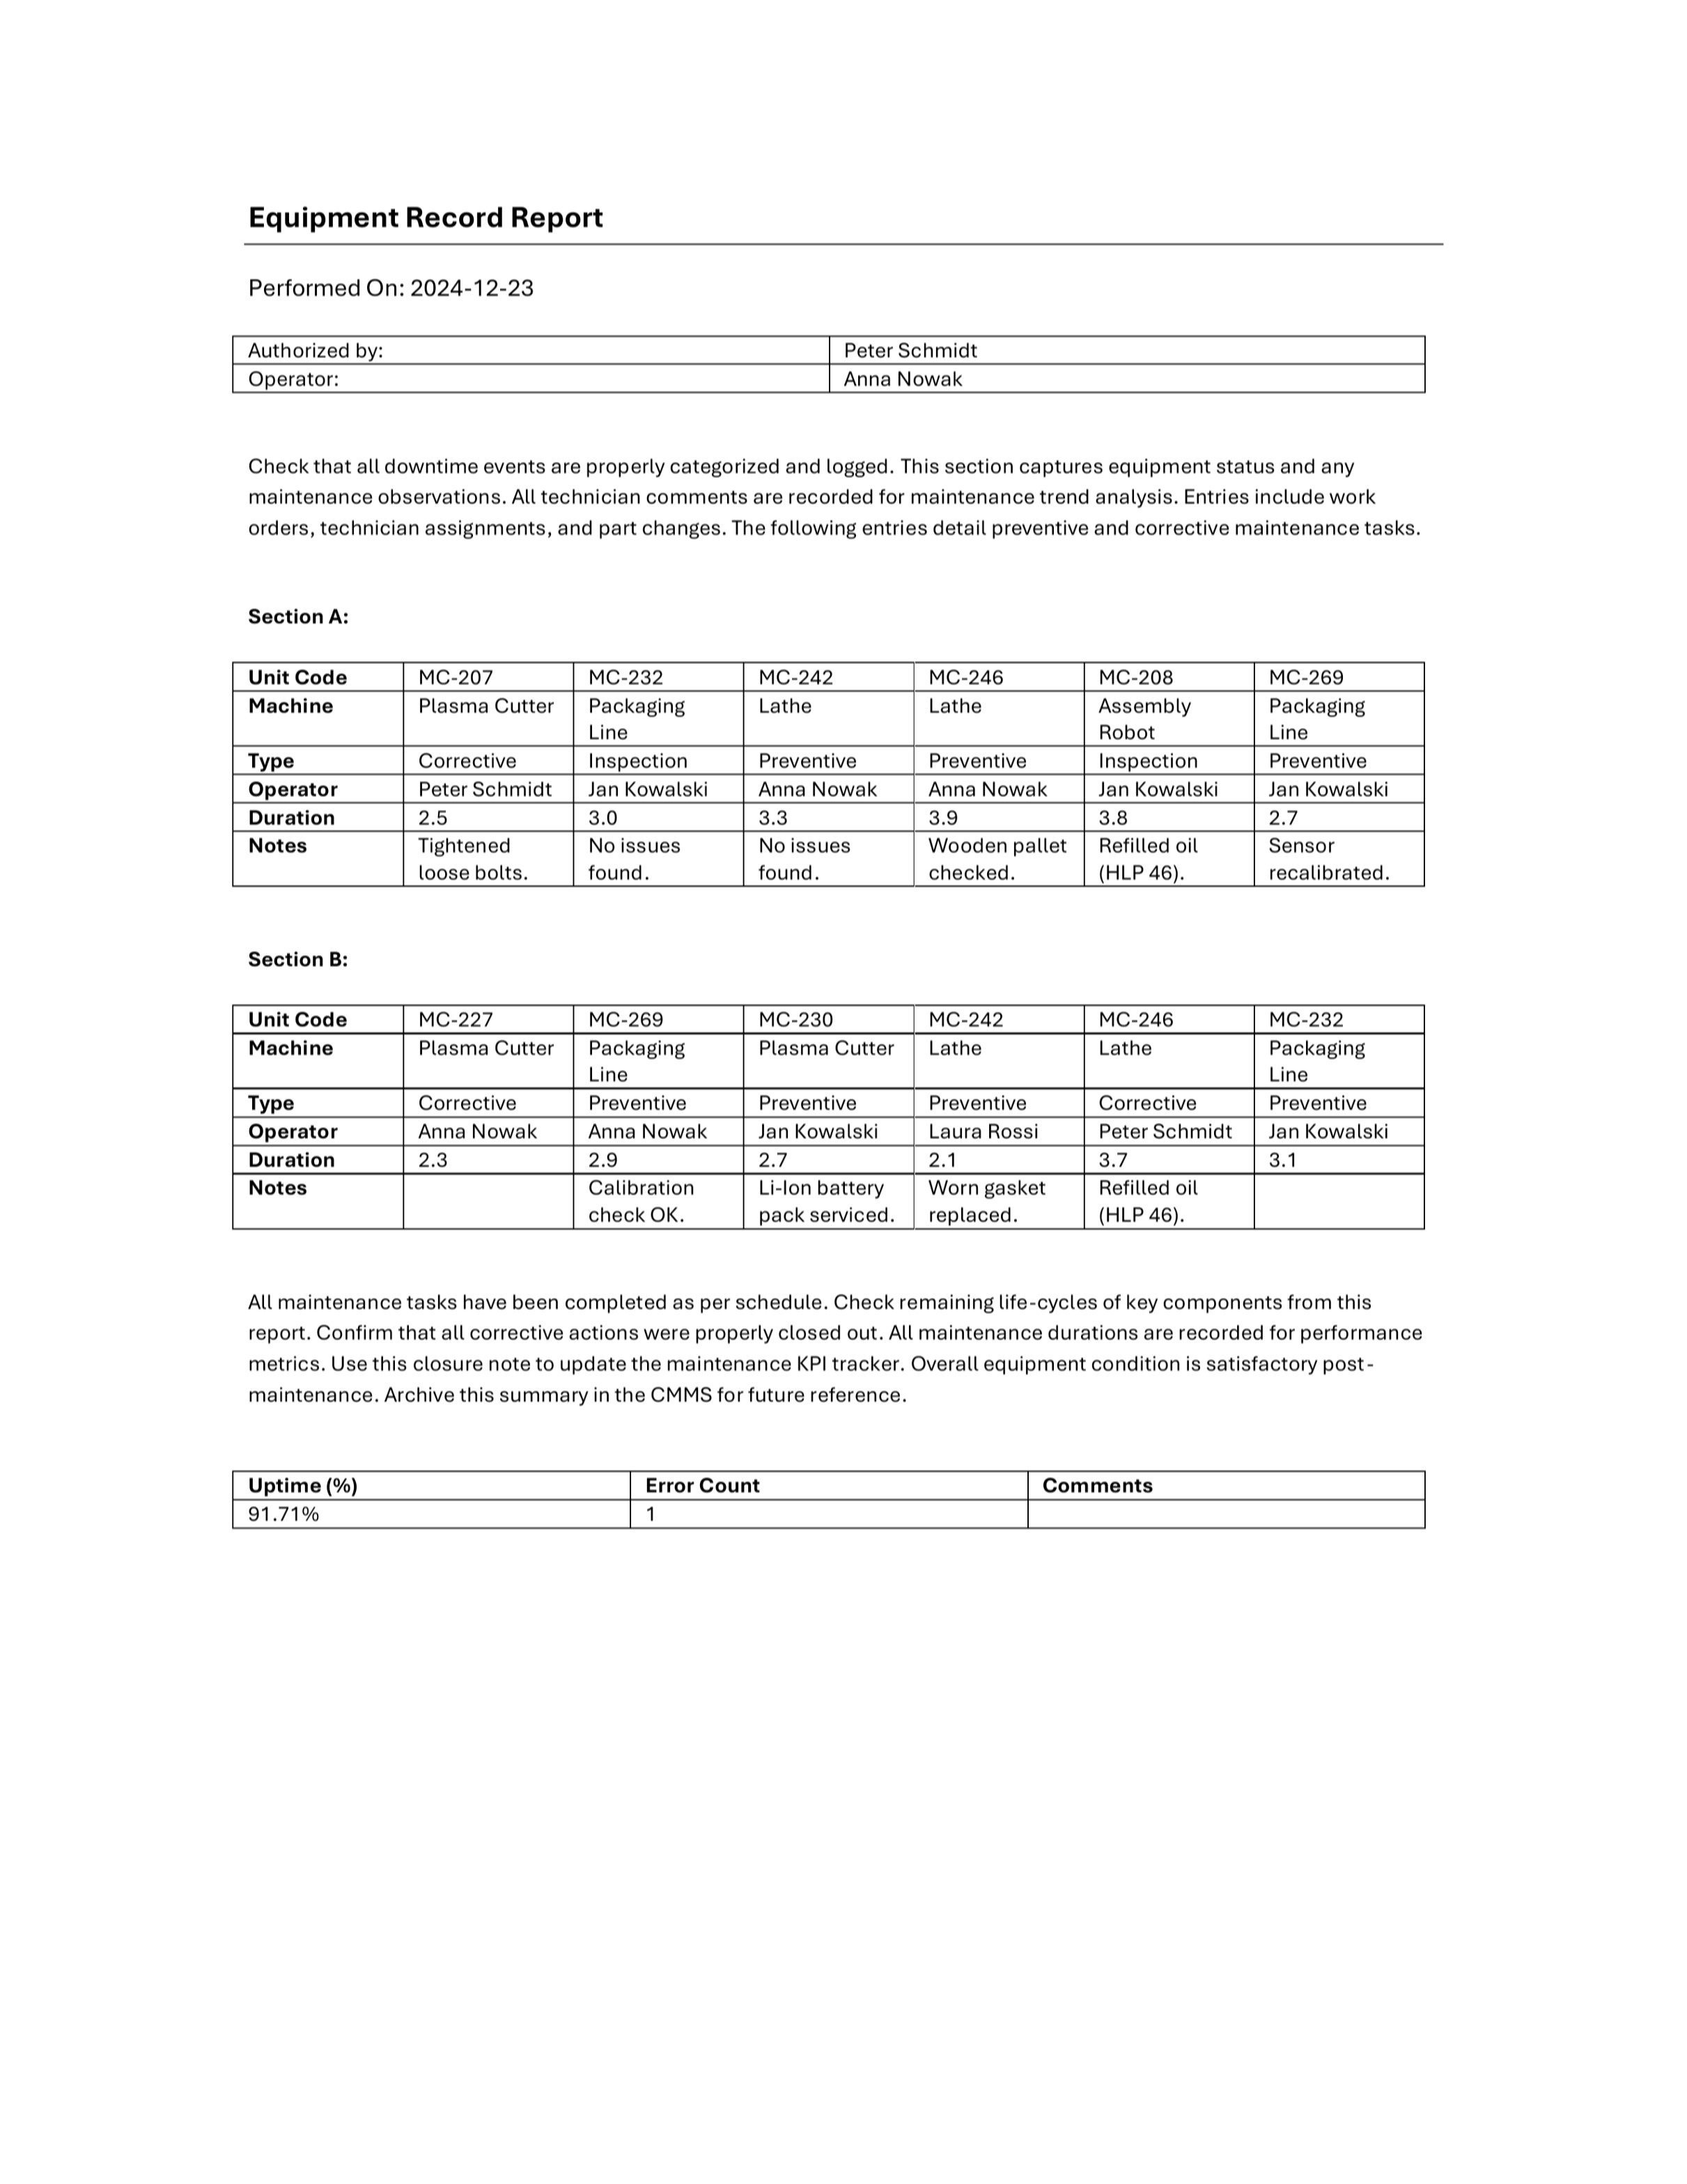 Equipment Record Report
Performed On: 2024-12-23
Authorized by: Peter Schmidt
Operator: Anna Nowak
Check that all downtime events are properly categorized and logged. This section captures equipment status and any
maintenance observations. All technician comments are recorded for maintenance trend analysis. Entries include work
orders, technician assignments, and part changes. The following entries detail preventive and corrective maintenance tasks.
Section A:
Unit Code MC-207 MC-232 MC-242 MC-246 MC-208 MC-269
Machine Plasma Cutter Packaging Lathe Lathe Assembly Packaging
Line Robot Line
Type Corrective Inspection Preventive Preventive Inspection Preventive
Operator Peter Schmidt Jan Kowalski Anna Nowak Anna Nowak Jan Kowalski Jan Kowalski
Duration 2.5 3.0 3.3 3.9 3.8 2.7
Notes Tightened No issues No issues Wooden pallet Refilled oil Sensor
loose bolts. found. found. checked. (HLP 46). recalibrated.
Section B:
Unit Code MC-227 MC-269 MC-230 MC-242 MC-246 MC-232
Machine Plasma Cutter Packaging Plasma Cutter Lathe Lathe Packaging
Line Line
Type Corrective Preventive Preventive Preventive Corrective Preventive
Operator Anna Nowak Anna Nowak Jan Kowalski Laura Rossi Peter Schmidt Jan Kowalski
Duration 2.3 2.9 2.7 2.1 3.7 3.1
Notes Calibration Li-Ion battery Worn gasket Refilled oil
check OK. pack serviced. replaced. (HLP 46).
All maintenance tasks have been completed as per schedule. Check remaining life-cycles of key components from this
report. Confirm that all corrective actions were properly closed out. All maintenance durations are recorded for performance
metrics. Use this closure note to update the maintenance KPI tracker. Overall equipment condition is satisfactory post-
maintenance. Archive this summary in the CMMS for future reference.
Uptime (%) Error Count Comments
91.71% 1